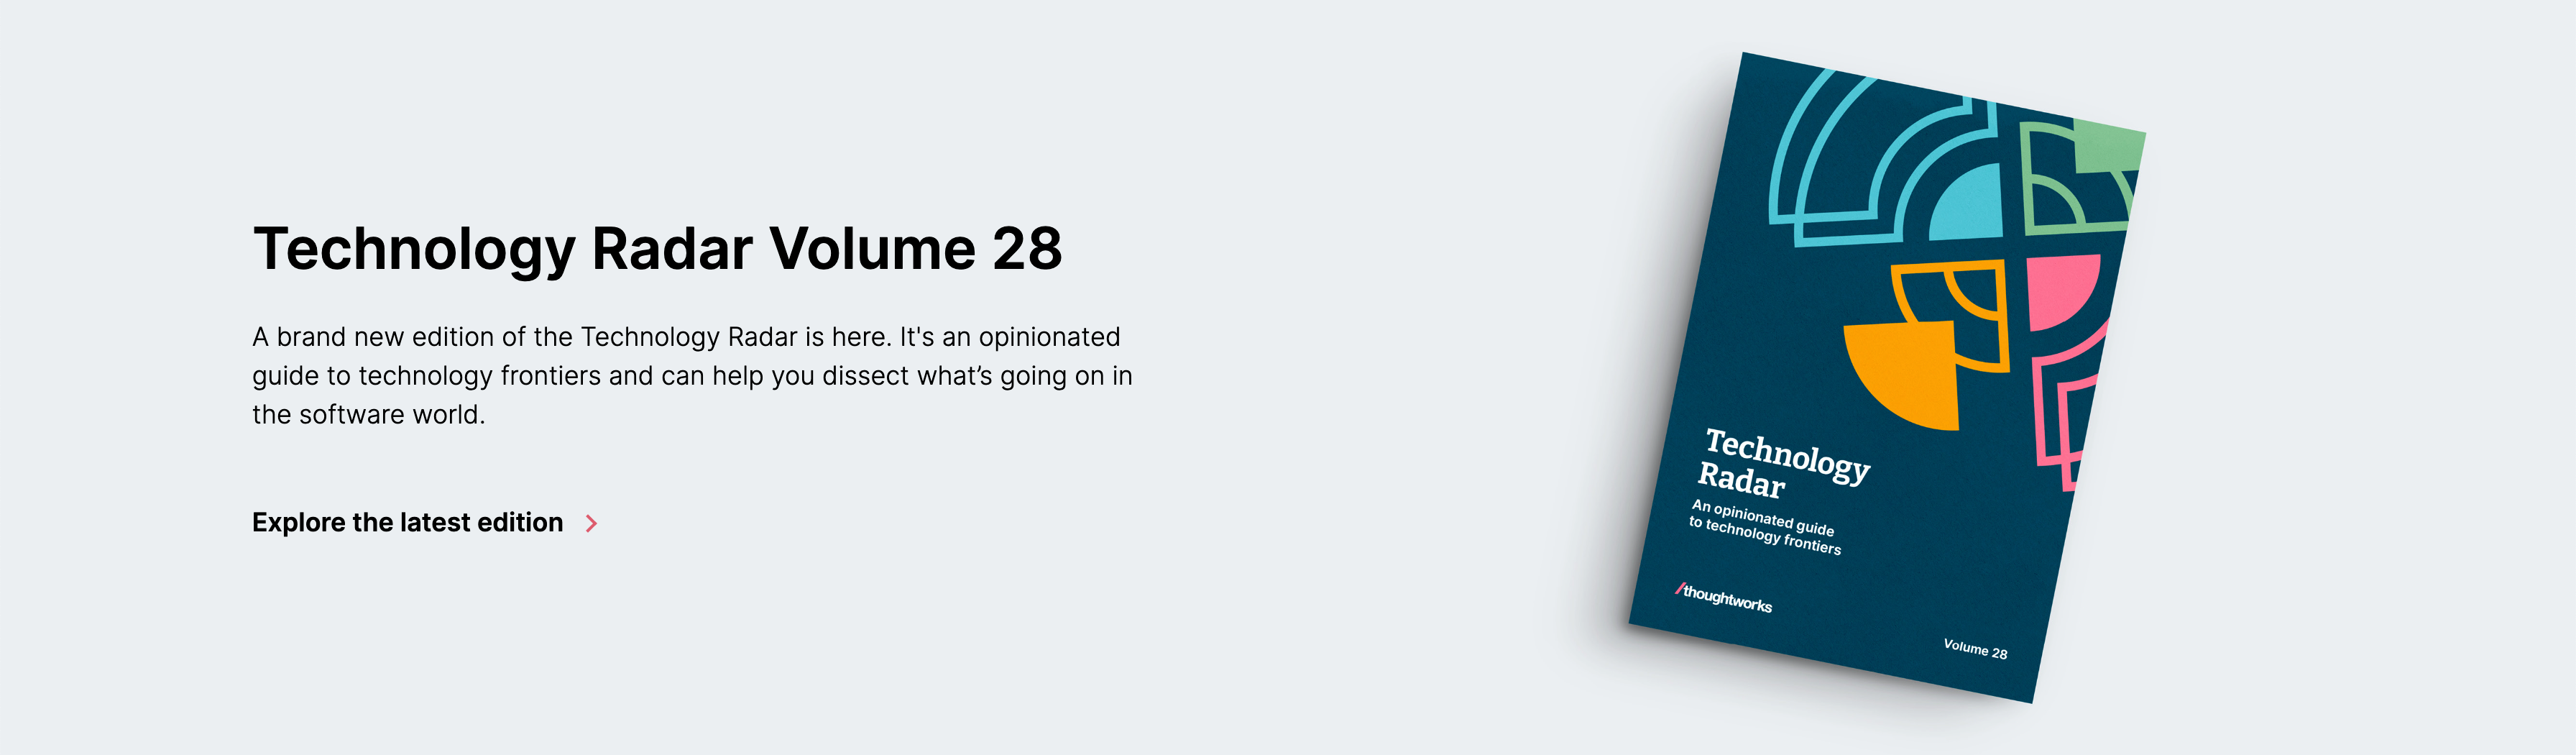 Technology Radar Volume 28
A brand new edition of the Technology Radar is here. It's an opinionated
guide to technology frontiers and can help you dissect what’s going on in
the software world.
Explore the latest edition
Technology
Radar
An opinionated guide
to technology frontiers
/thoughtworks
Volume 28